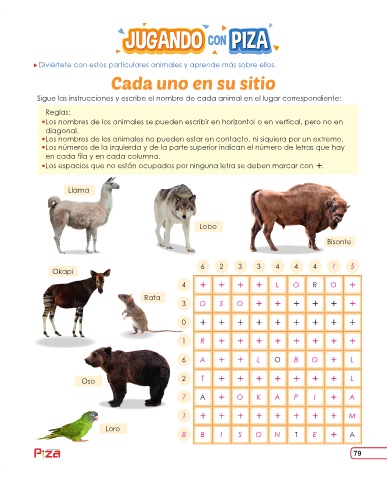 JUGANDO CON PIZA
Diviértete con estos particulares animales y aprende más sobre ellos.
Cada uno en su sitio
Sigue las instrucciones y escribe el nombre de cada animal en el lugar correspondiente:
Reglas:
•Los nombres de los animales se pueden escribir en horizontal o en vertical, pero no en
diagonal.
•Los nombres de los animales no pueden estar en contacto, ni siquiera por un extremo.
•Los números de la izquierda y de la parte superior indican el número de letras que hay
en cada fila y en cada columna.
•Los espacios que no están ocupados por ninguna letra se deben marcar con +.
Llama
Lobo
Bisonte
Okapi
Rata
Oso
Loro
6 2 3 3 4 4 4 1 5
4 + + + + L O R O +
3 O S O + + + + + +
0 + + + + + + + + +
1 R + + + + + + + +
6 A + + L O B O + L
2 T + + + + + + + L
7 A + O K A P I + A
1 + + + + + + + + M
8 B I S O N T E + A
Piza
79